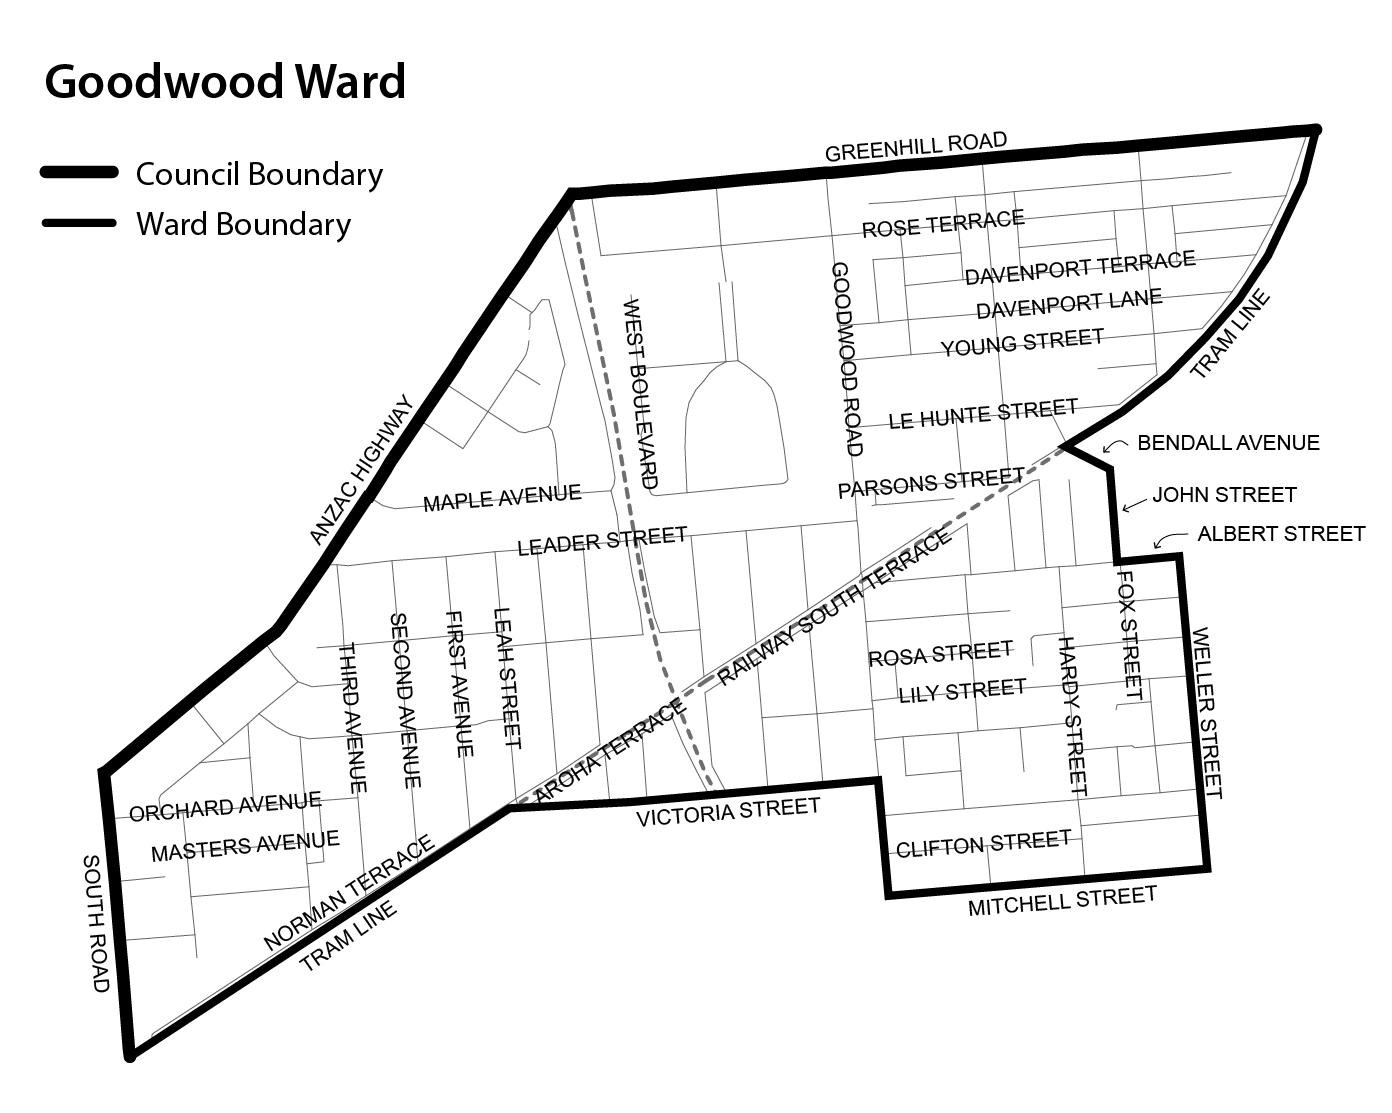 Goodwood Ward
Council Boundary
Ward Boundary
GREENHILL ROAD
ROSE TERRACE
DAVENPORT TERRACE
DAVENPORT LANE
YOUNG STREET
TRAM LINE
GOODWOOD ROAD
WEST BOULEVARD
LE HUNTE STREET
ANZAC HIGHWAY
BENDALL AVENUE
PARSONS STREET
MAPLE AVENUE
JOHN STREET
ALBERT STREET
LEADER STREET
RAILWAY SOUTH TERRACE
FOX STREET
THIRD AVENUE
SECOND AVENUE
FIRST AVENUE
LEAH STREET
ROSA STREET
LILY STREET
HARDY STREET
WELLER STREET
AROHA TERRACE
ORCHARD AVENUE
MASTERS AVENUE
VICTORIA STREET
CLIFTON STREET
SOUTH ROAD
NORMAN TERRACE
TRAM LINE
MITCHELL STREET